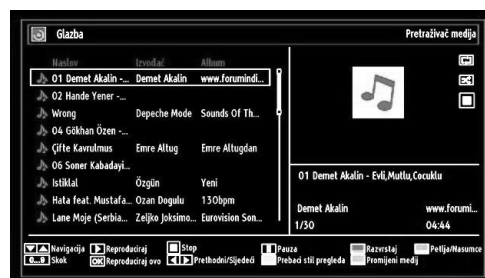 Glazba Pretraživač medija
Naslov Izvođač Album
01 Demet Akalin -... Demet Akalin www.forumindi...
02 Hande Yener -...
Wrong Depeche Mode Sounds Of Th...
04 Gökhan Özen -...
Çifte Kavrulmus Emre Altug Emre Altugdan
06 Soner Kabadayi...
Istiklal Özgün Yeni
Hata feat. Mustafa... Ozan Dogulu 130bpm
Lane Moje (Serbia... Zeljko Joksimo... Eurovision Son...
01 Demet Akalin - Evli,Mutlu,Cocuklu
Demet Akalin www.forumi...
1/30 04:44
Navigacija Reproduciraj Stop Pauza Razvrstaj Petlja/Nasumce
0...9 Skok OK Reproduciraj ovo Prethodni/Sljedeći Prebaci stil pregleda Promijeni medij